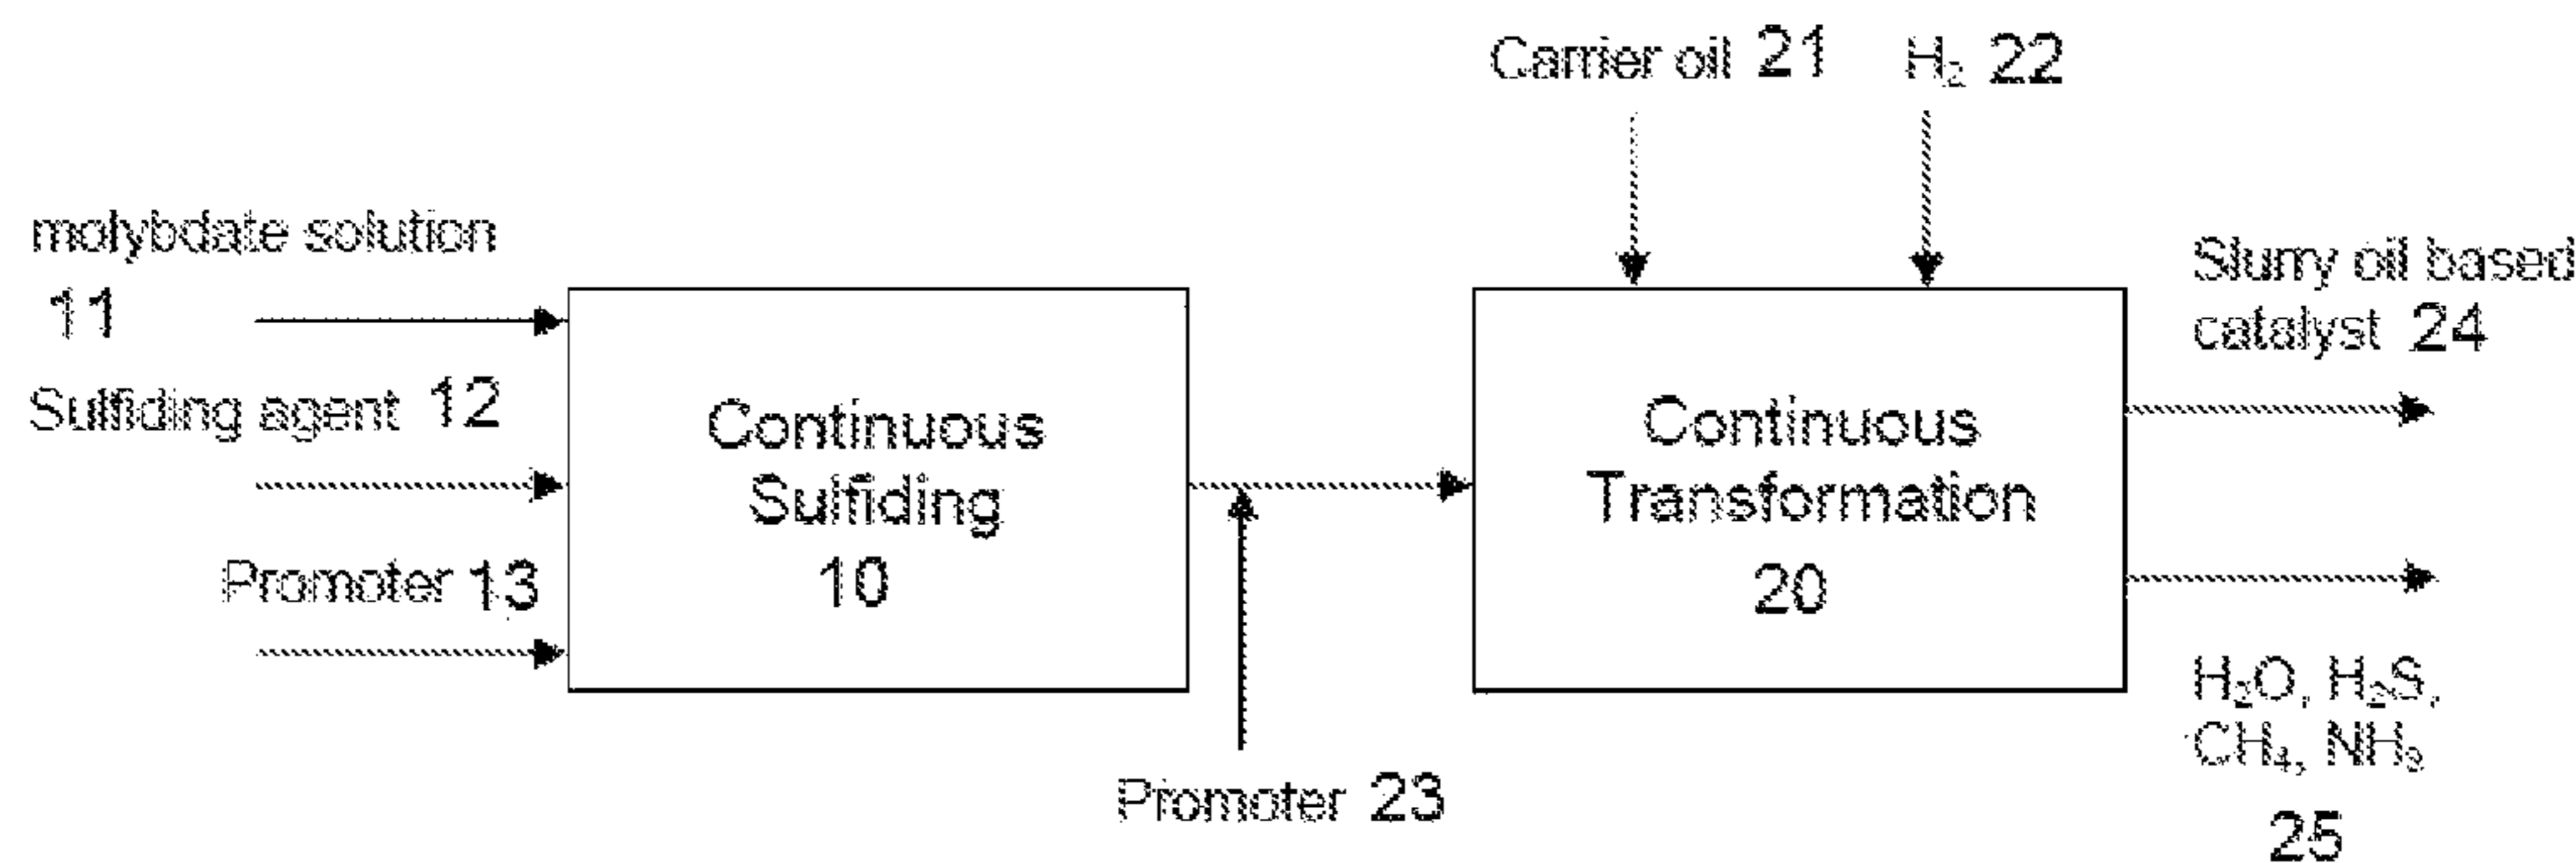 Carrier oil 21
H₂ 22
molybdate solution
11
Sulfiding agent 12
Promoter 13
Continuous
Sulfiding
10
Promoter 23
Continuous
Transformation
20
Slurry oil based
catalyst 24
H₂O, H₂S,
CH₄, NH₃
25